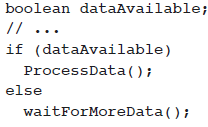 boolean dataAvailable;
// ...
if (dataAvailable)
  ProcessData();
else
  waitForMoreData();